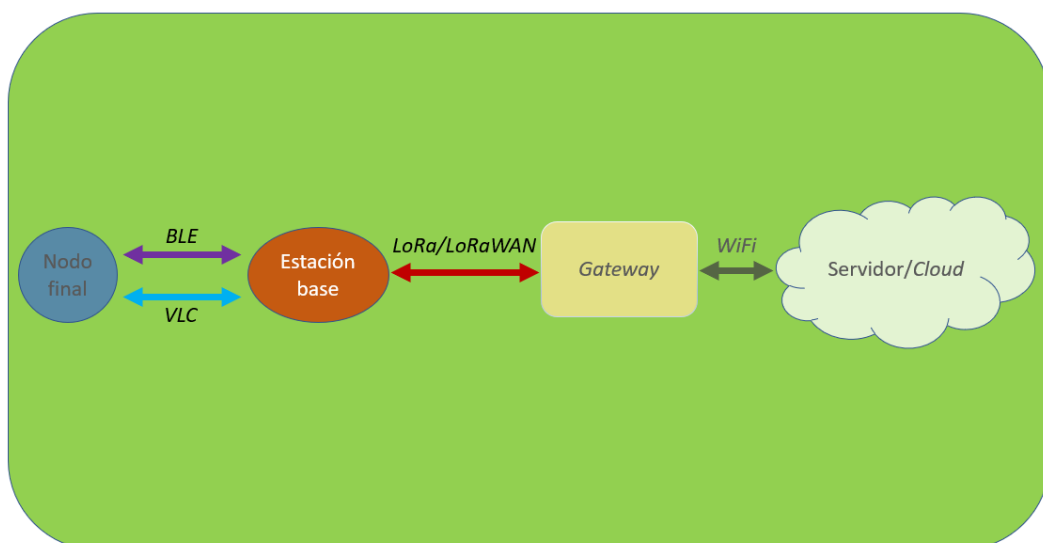 Nodo
final
BLE
VLC
Estación
base
LoRa/LoRaWAN
Gateway
WiFi
Servidor/Cloud